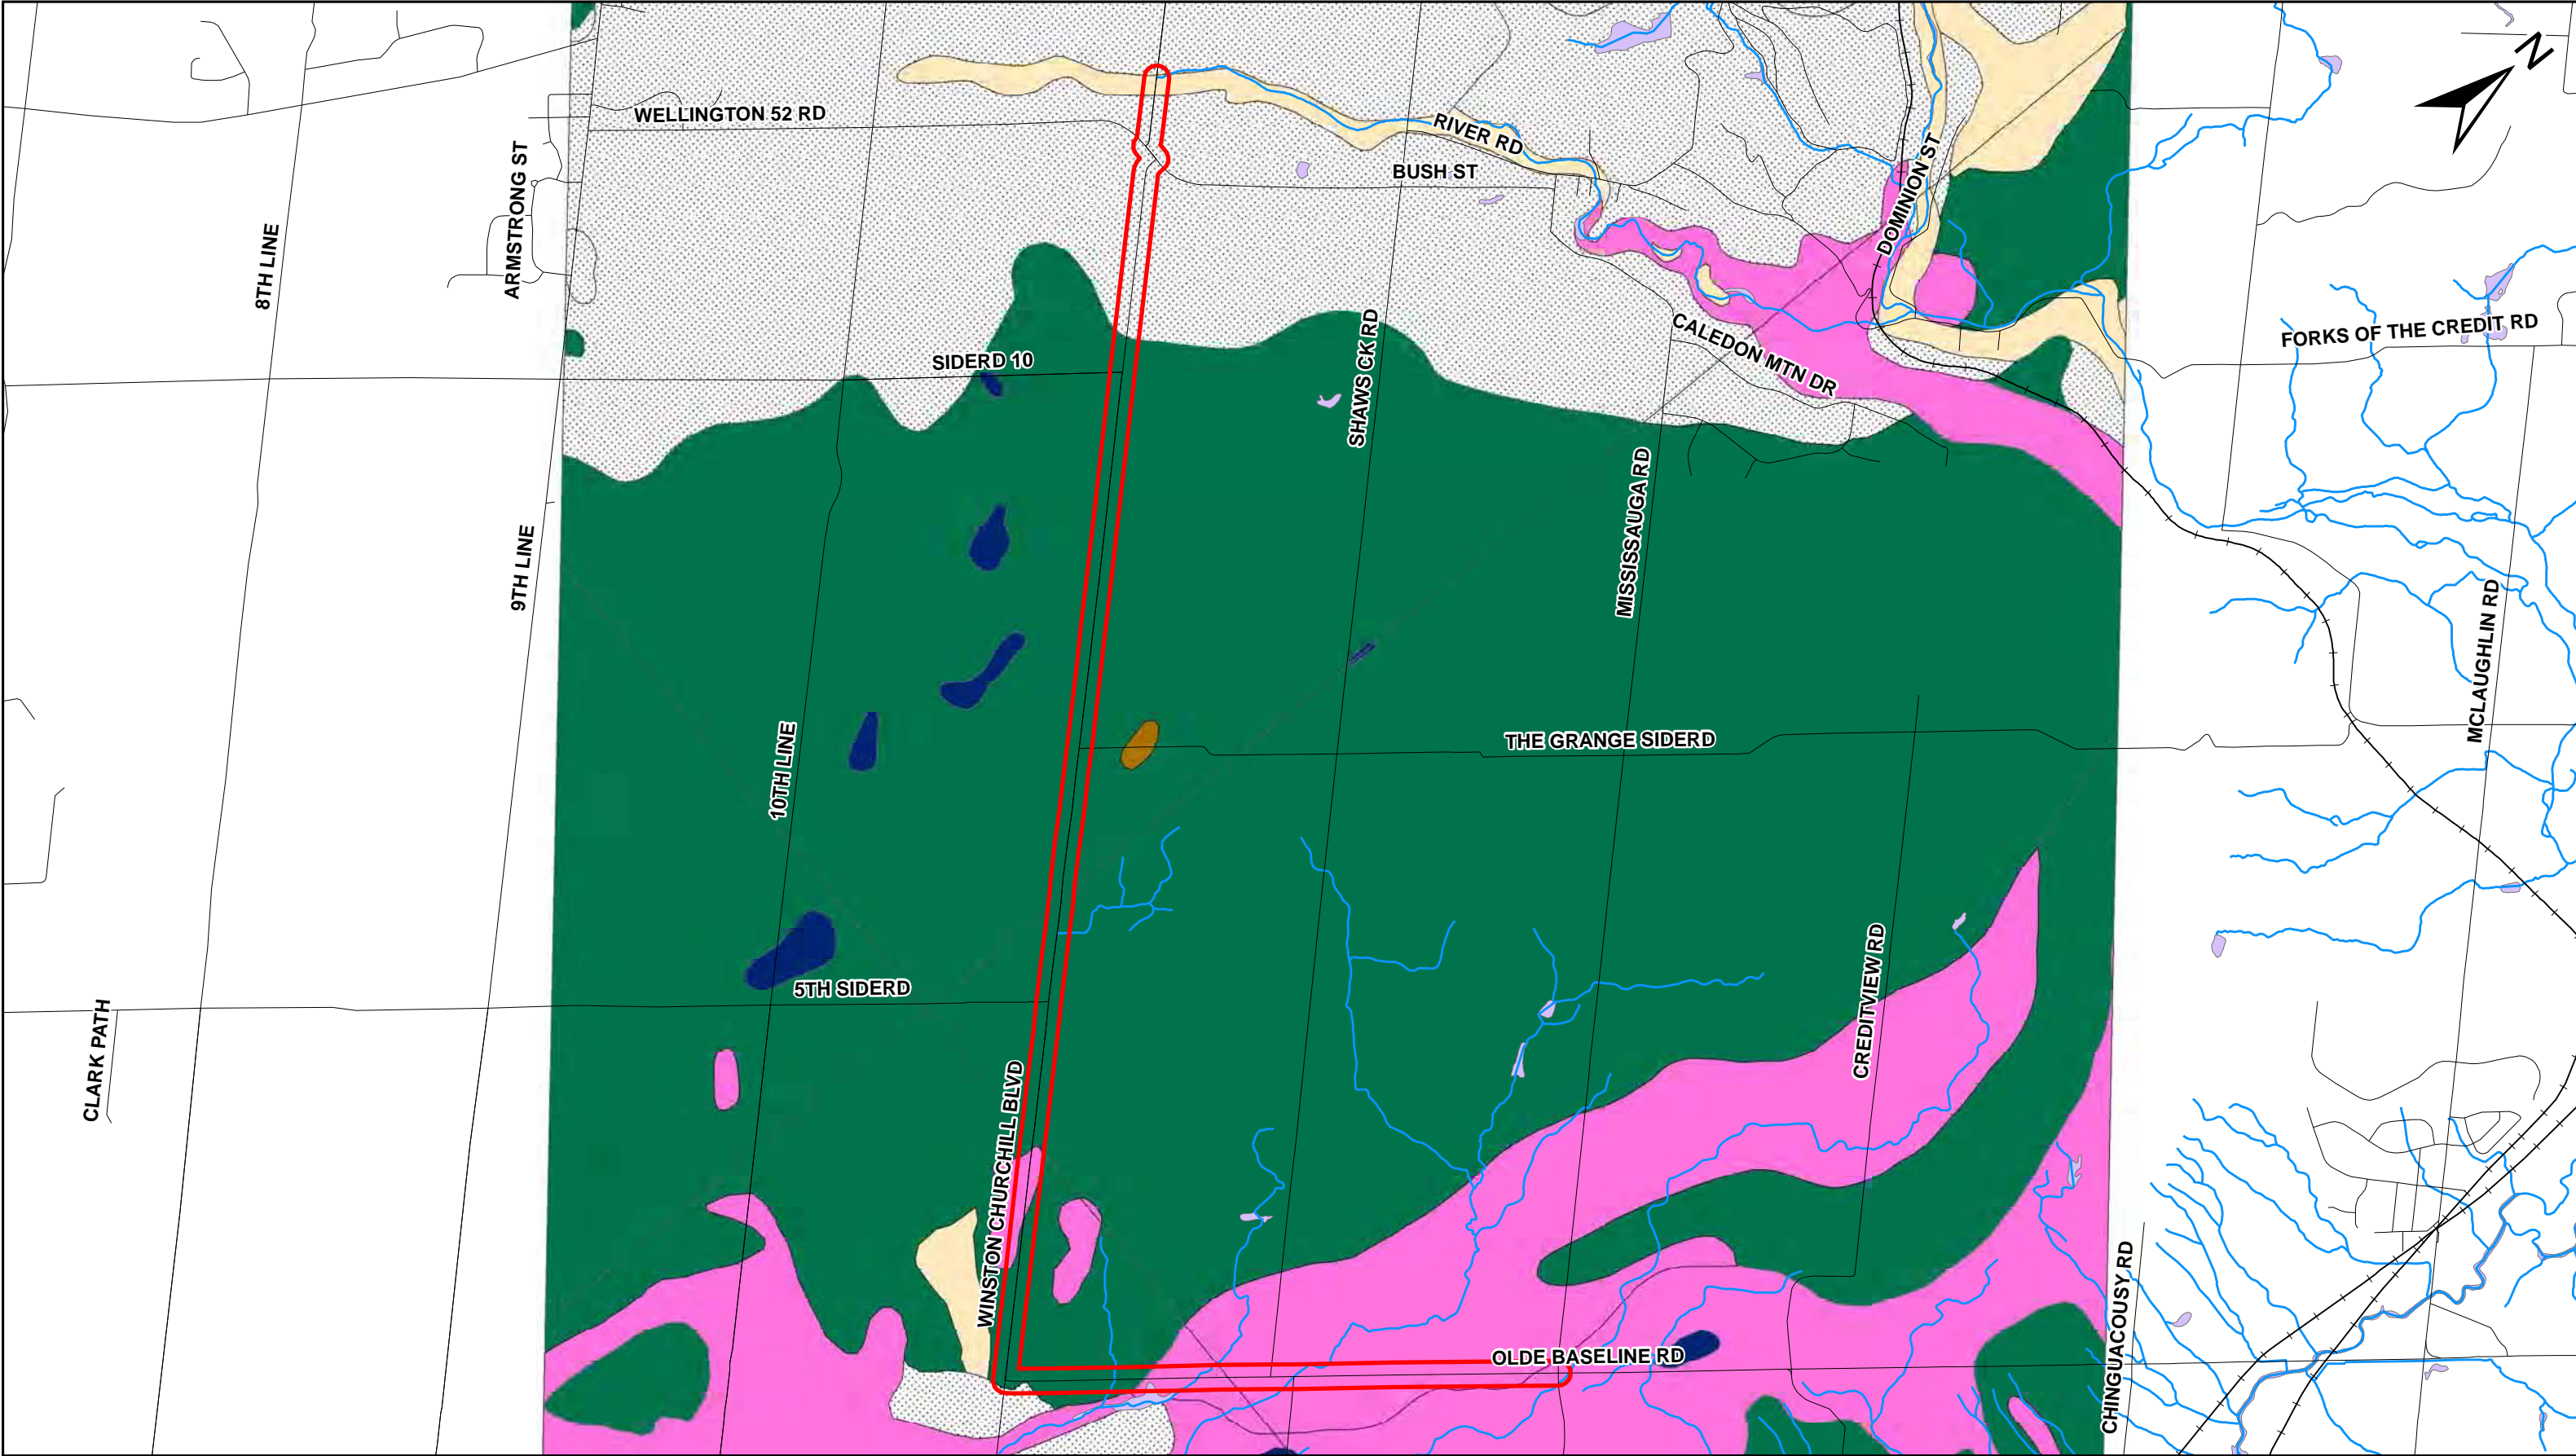 N
WELLINGTON 52 RD
RIVER RD
BUSH ST
ARMSTRONG ST
DOMINION ST
8TH LINE
SIDERD 10
SHAWS CK RD
CALEDON MTN DR
FORKS OF THE CREDIT RD
9TH LINE
MISSISSAUGA RD
MCLAUGHLIN RD
10TH LINE
THE GRANGE SIDERD
5TH SIDERD
CREDITVIEW RD
CLARK PATH
WINSTON CHURCHILL BLVD
OLDE BASELINE RD
CHINGUACOUSY RD